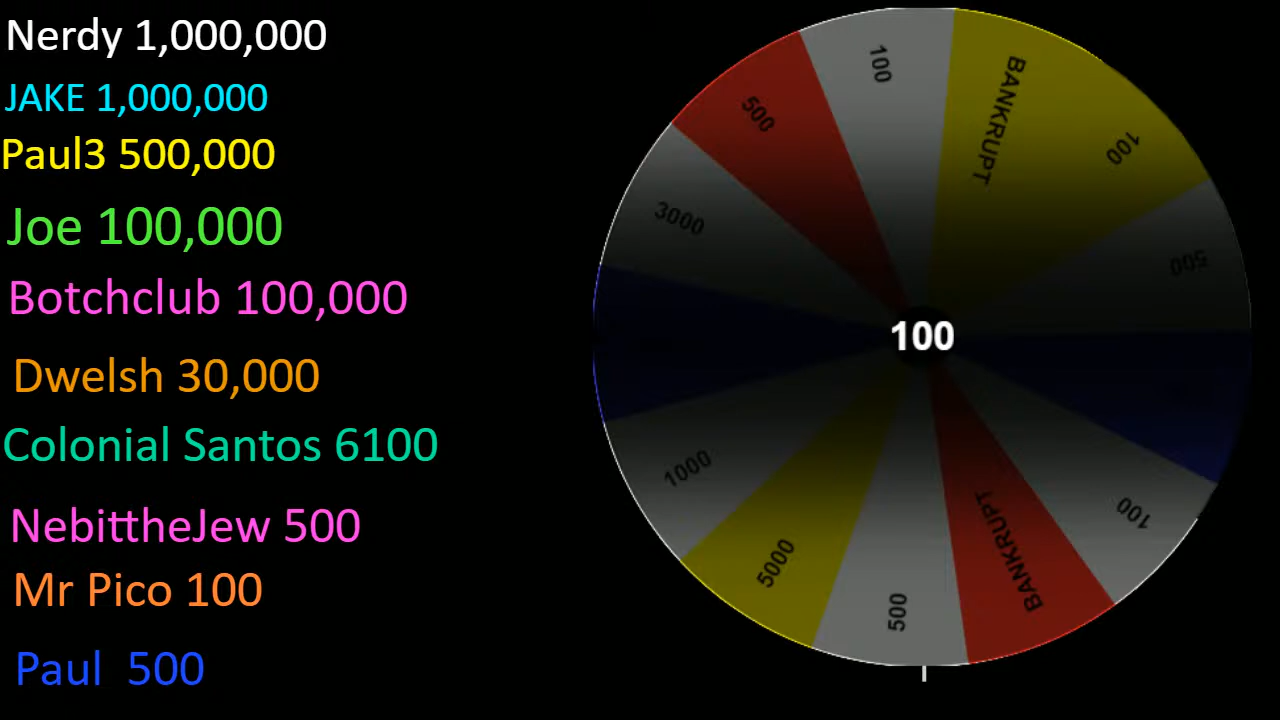 Nerdy 1,000,000
JAKE 1,000,000
Paul3 500,000
Joe 100,000
Botchclub 100,000
Dwelsh 30,000
Colonial Santos 6100
NebittheJew 500
Mr Pico 100
Paul 500
100
BANKRUPT
100
500
100
BANKRUPT
500
5000
1000
3000
500
100